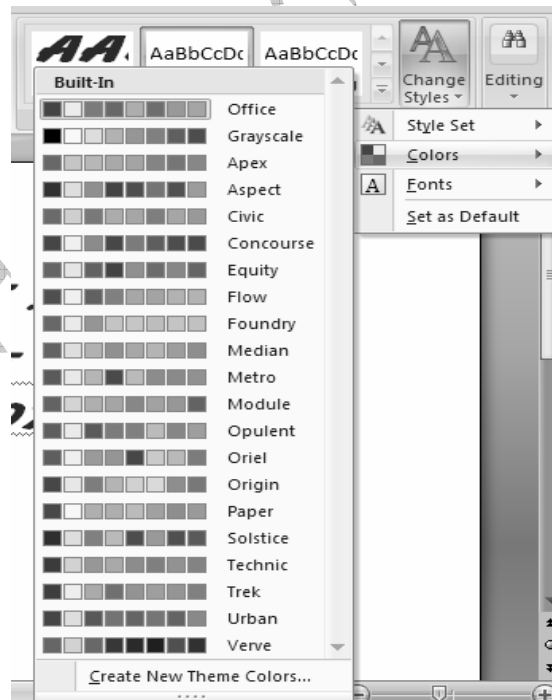 AA.
AaBbCcDc
AaBbCcDc
Change
Styles
Editing
Built-In
Office
Grayscale
Apex
Aspect
Civic
Concourse
Equity
Flow
Foundry
Median
Metro
Module
Opulent
Oriel
Origin
Paper
Solstice
Technic
Trek
Urban
Verve
Create New Theme Colors...
Style Set
Colors
A Fonts
Set as Default